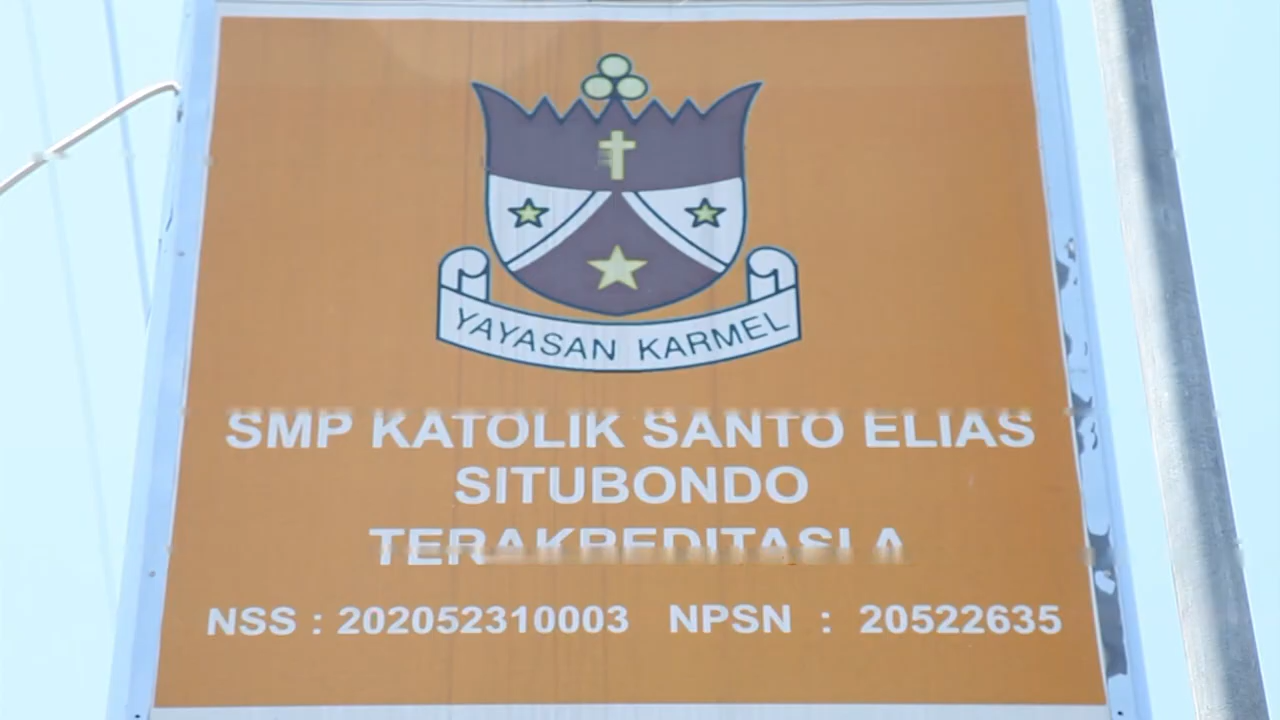 YAYASAN KARMEL
SMP KATOLIK SANTO ELIAS
SITUBONDO
TERAKREDITASI A
NSS : 202052310003 NPSN : 20522635